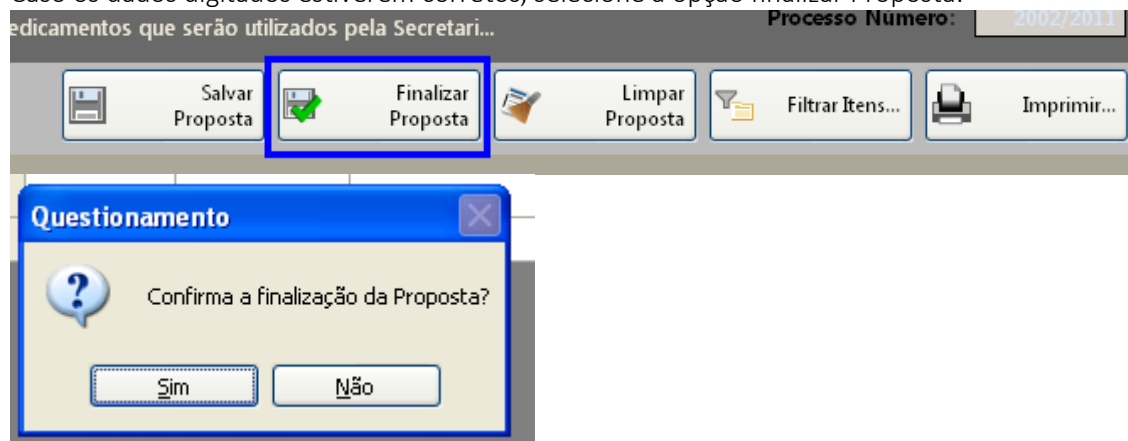 Caso os dados digitados estiverem corretos, selecione a opção finalizar Proposta.
edicamentos que serão utilizados pela Secretari...
Processo Número: 2002/2011
Salvar
Proposta
Finalizar
Proposta
Limpar
Proposta
Filtrar Itens...
Imprimir...
Questionamento
Confirma a finalização da Proposta?
Sim
Não